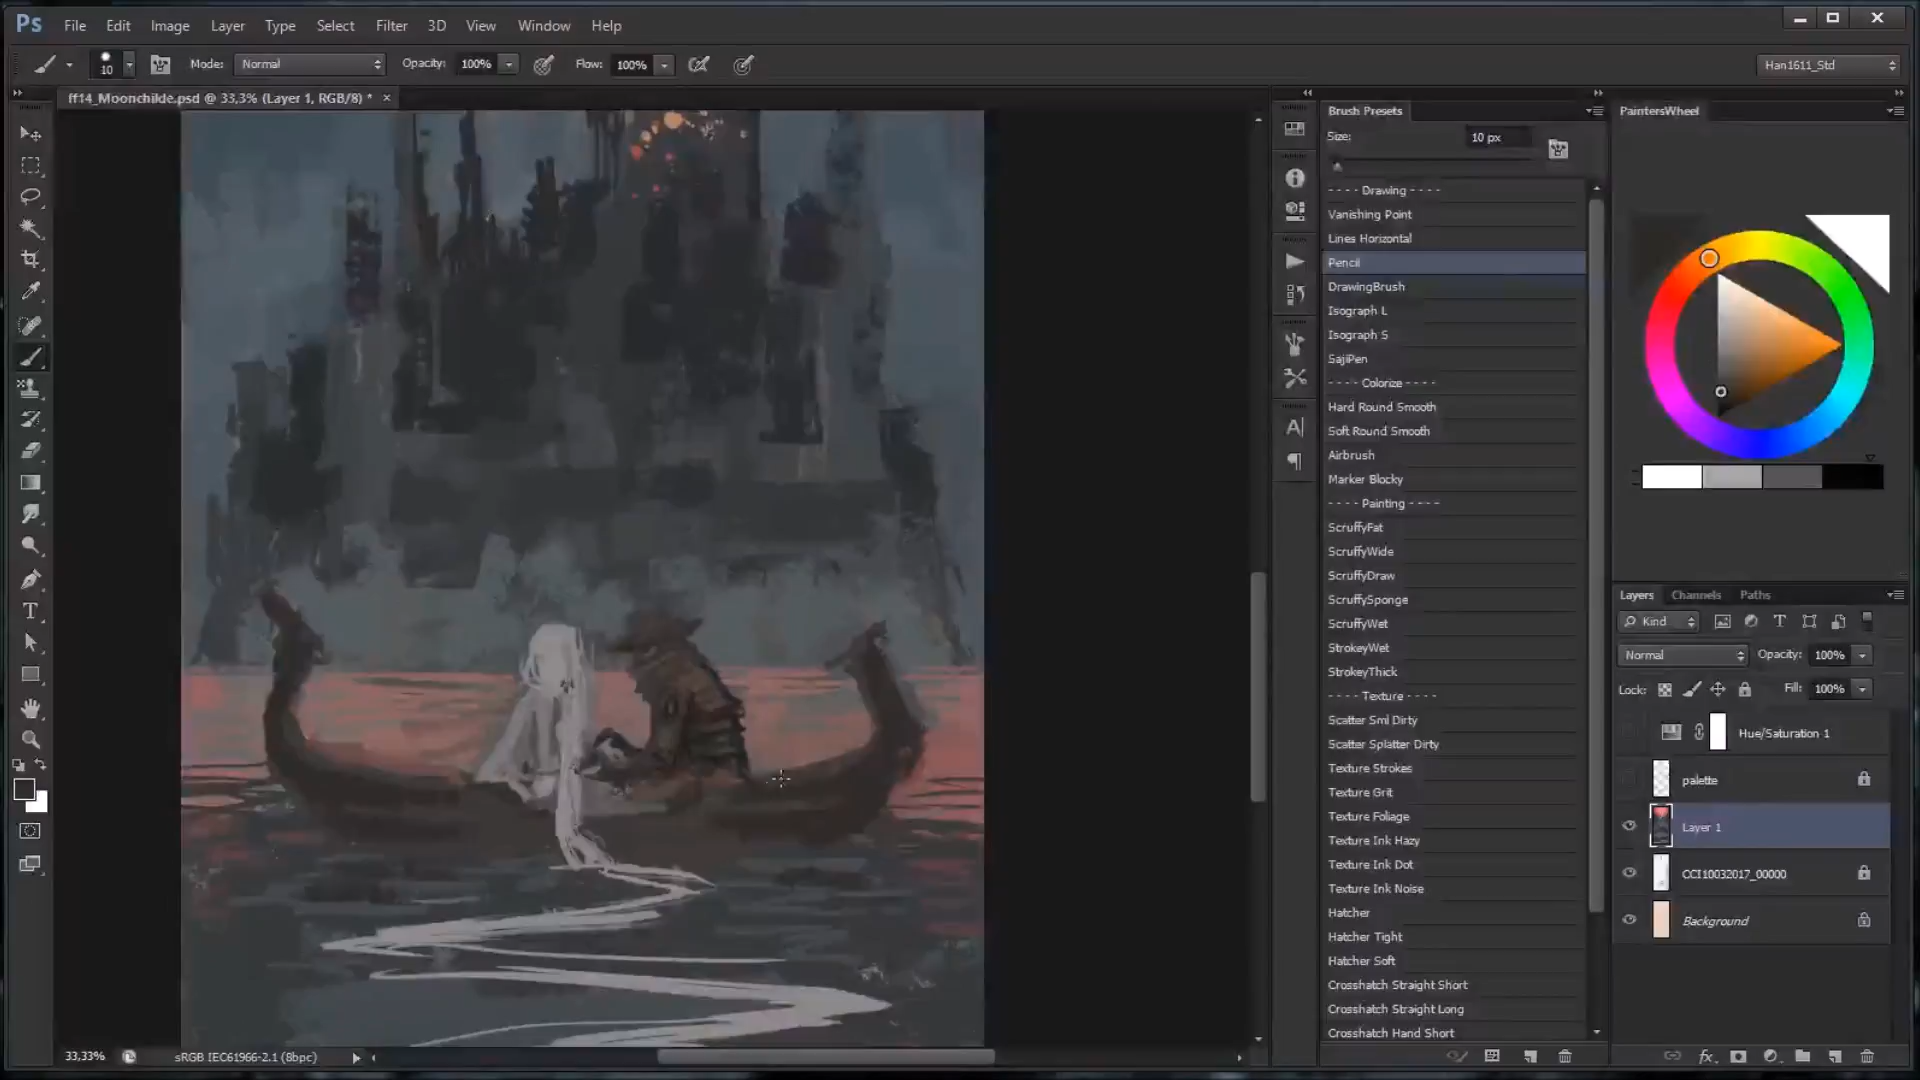 Ps File Edit Image Layer Type Select Filter 3D View Window Help
10 Mode: Normal Opacity: 100% Flow: 100% Han1611_Std
ff14_Moonchilde.psd @ 33,3% (Layer 1, RGB/8) *
Brush Presets
Size: 10 px
---- Drawing ----
Vanishing Point
Lines Horizontal
Pencil
DrawingBrush
Isograph L
Isograph S
SajiPen
---- Colorize ----
Hard Round Smooth
Soft Round Smooth
Airbrush
Marker Blocky
---- Painting ----
ScruffyFat
ScruffyWide
ScruffyDraw
ScruffySponge
ScruffyWet
StrokeyWet
StrokeyThick
---- Texture ----
Scatter Sml Dirty
Scatter Splatter Dirty
Texture Strokes
Texture Grit
Texture Foliage
Texture Ink Hazy
Texture Ink Dot
Texture Ink Noise
Hatcher
Hatcher Tight
Hatcher Soft
Crosshatch Straight Short
Crosshatch Straight Long
Crosshatch Hand Short
PaintersWheel
Layers Channels Paths
Kind
Normal Opacity: 100%
Lock: Fill: 100%
Hue/Saturation 1
palette
Layer 1
CCI10032017_00000
Background
33,33% sRGB IEC61966-2.1 (8bpc)